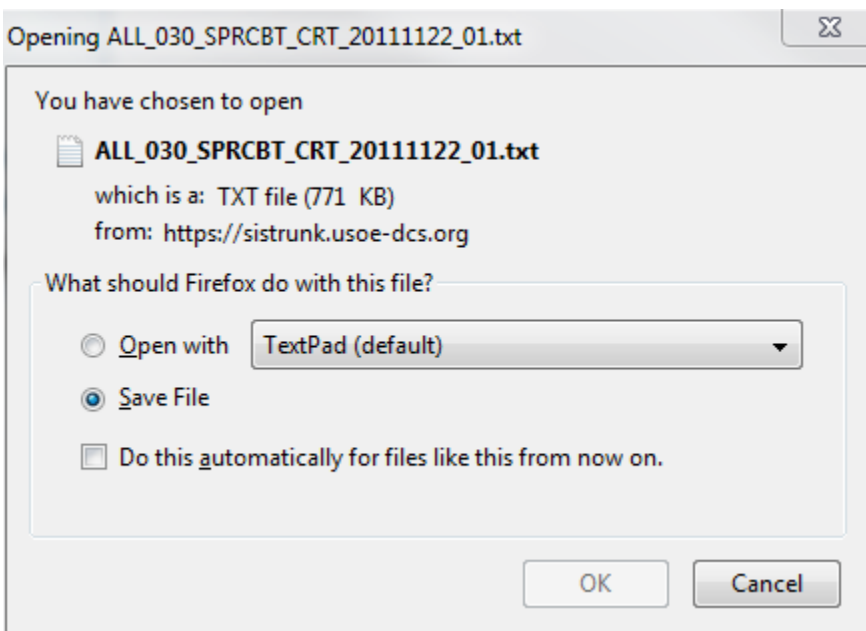 Opening ALL_030_SPRCBT_CRT_20111122_01.txt
You have chosen to open
ALL_030_SPRCBT_CRT_20111122_01.txt
which is a: TXT file (771 KB)
from: https://sistrunk.usoe-dcs.org
What should Firefox do with this file?
Open with TextPad (default)
Save File
Do this automatically for files like this from now on.
OK Cancel